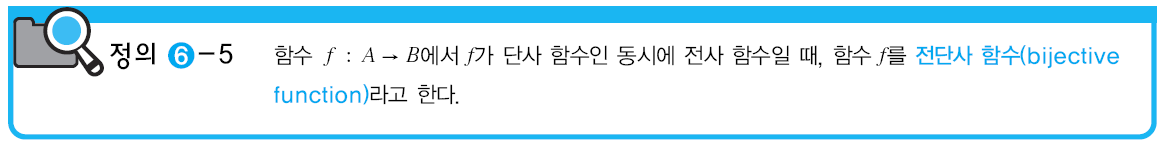 정의 6-5 함수 f : A → B에서 f가 단사 함수인 동시에 전사 함수일 때, 함수 f를 전단사 함수(bijective
function)라고 한다.